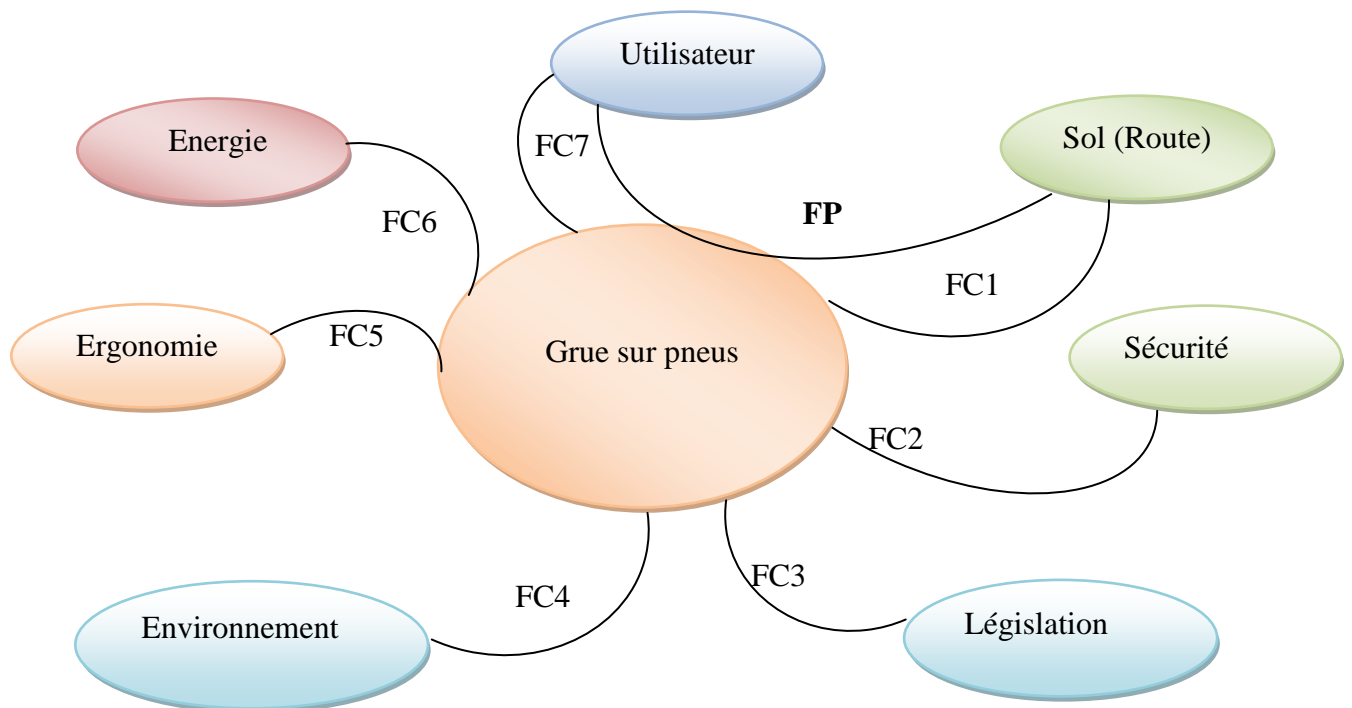 Utilisateur
Energie
Sol (Route)
FC7
FP
FC6
FC1
Ergonomie
FC5
Grue sur pneus
Sécurité
FC2
FC3
FC4
Environnement
Législation